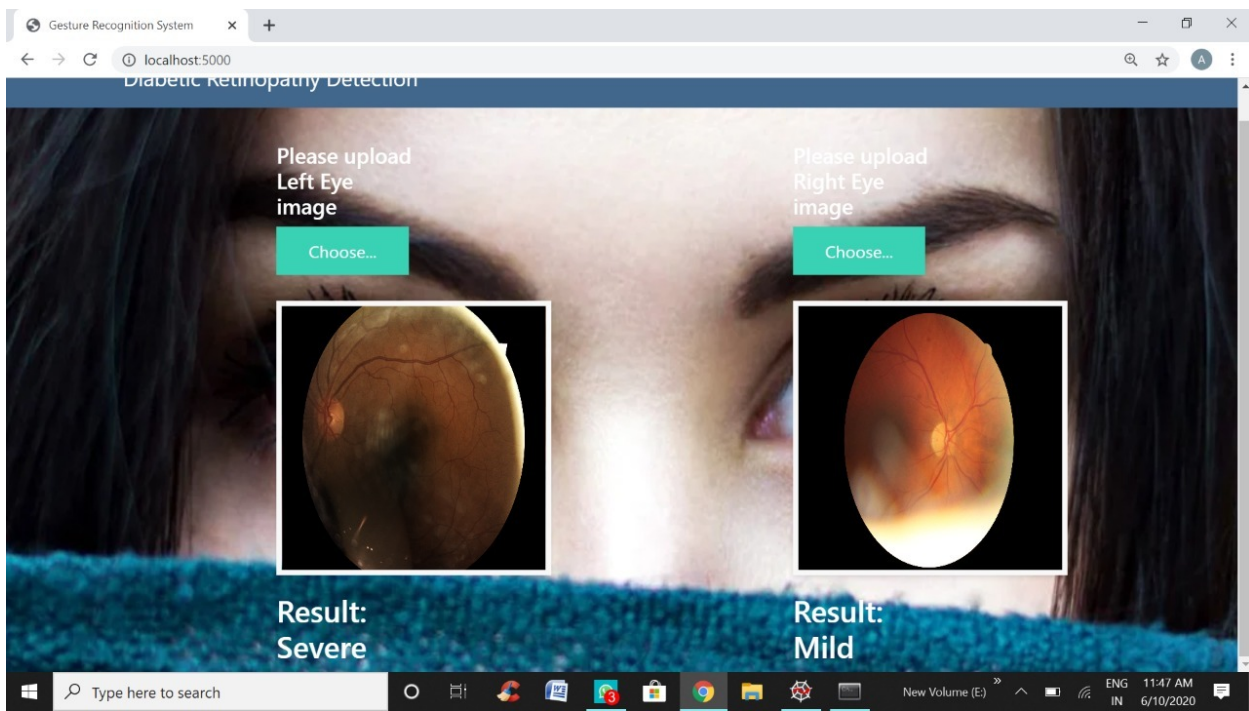 Gesture Recognition System
localhost:5000
A
Diabetic Retinopathy Detection
Please upload
Left Eye
image
Choose...
Please upload
Right Eye
image
Choose...
Result:
Severe
Result:
Mild
Type here to search
3
New Volume (E:)
ENG
IN
11:47 AM
6/10/2020